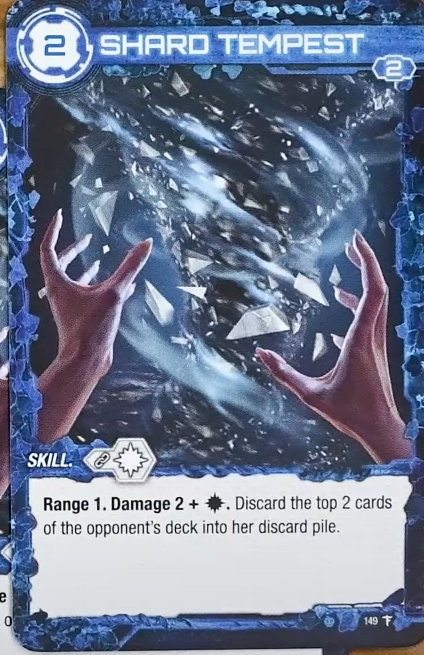 2 SHARD TEMPEST
2
SKILL.
Range 1. Damage 2 + . Discard the top 2 cards
of the opponent's deck into her discard pile.
149
e
0